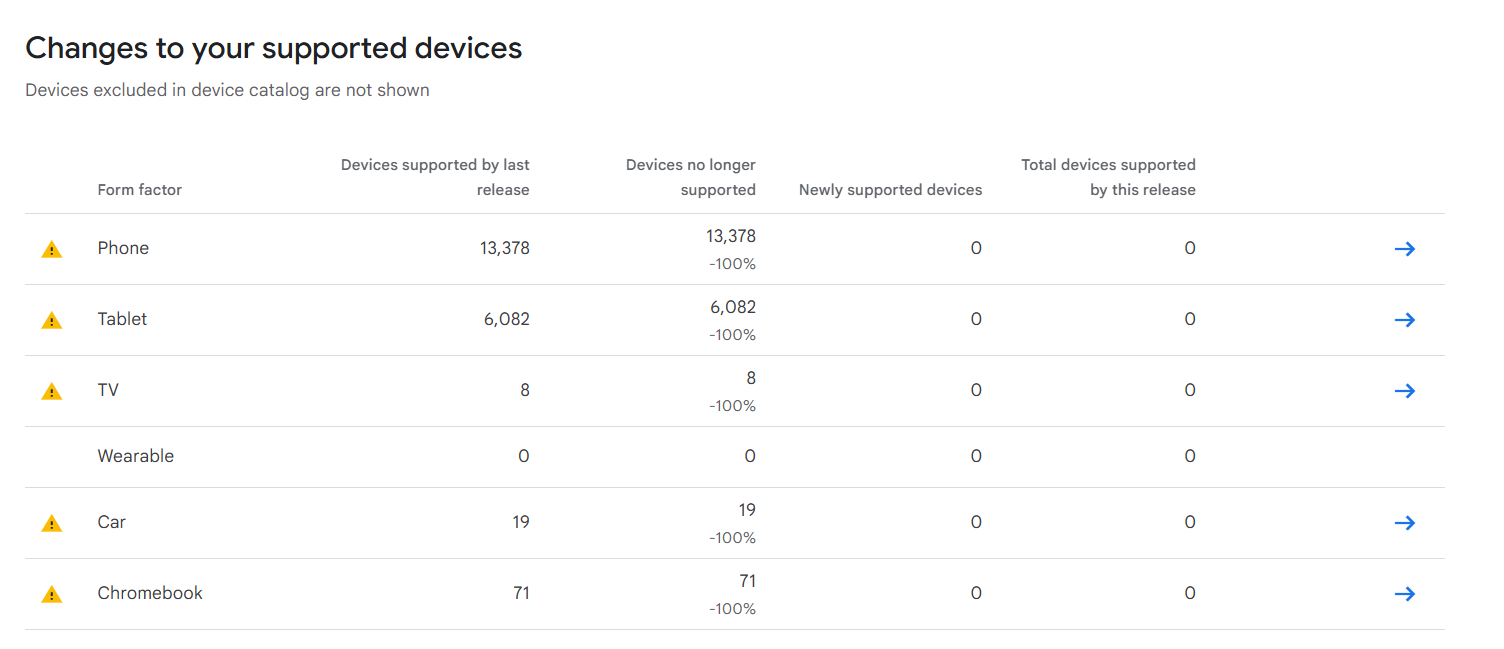 Changes to your supported devices
Devices excluded in device catalog are not shown
Form factor Devices supported by last release Devices no longer supported Newly supported devices Total devices supported by this release
Phone 13,378 13,378 -100% 0 0
Tablet 6,082 6,082 -100% 0 0
TV 8 8 -100% 0 0
Wearable 0 0 0 0
Car 19 19 -100% 0 0
Chromebook 71 71 -100% 0 0